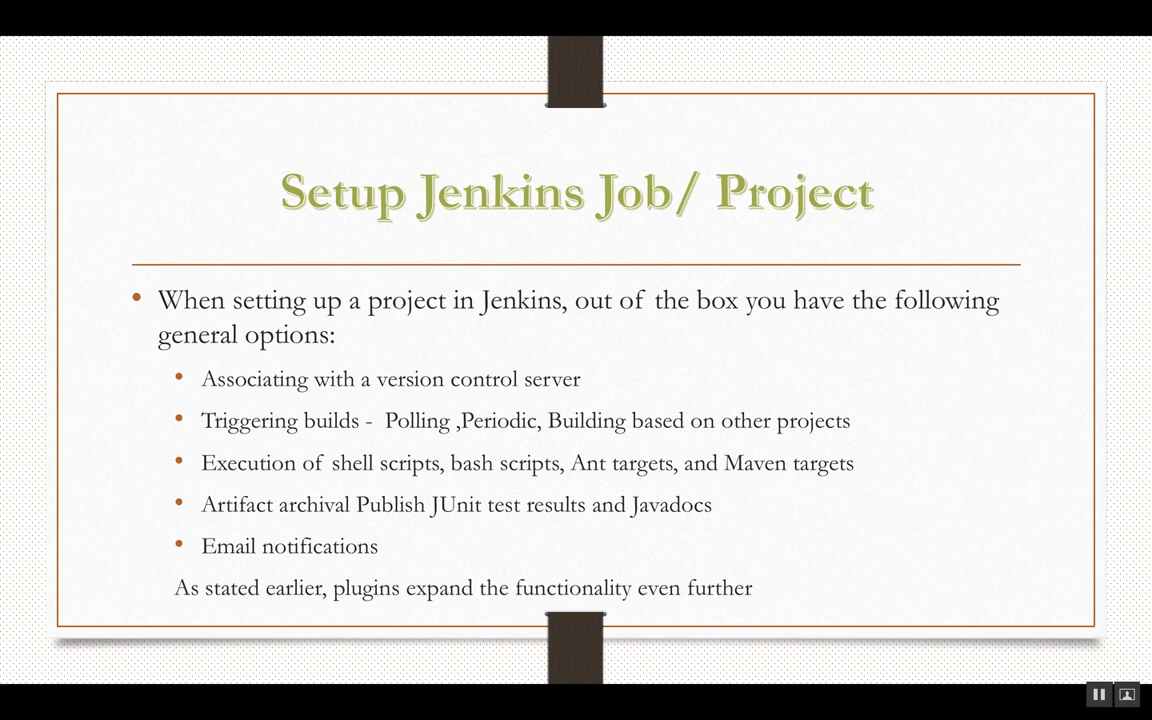 Setup Jenkins Job/ Project
• When setting up a project in Jenkins, out of the box you have the following
general options:
• Associating with a version control server
• Triggering builds -  Polling ,Periodic, Building based on other projects
• Execution of shell scripts, bash scripts, Ant targets, and Maven targets
• Artifact archival Publish JUnit test results and Javadocs
• Email notifications
As stated earlier, plugins expand the functionality even further